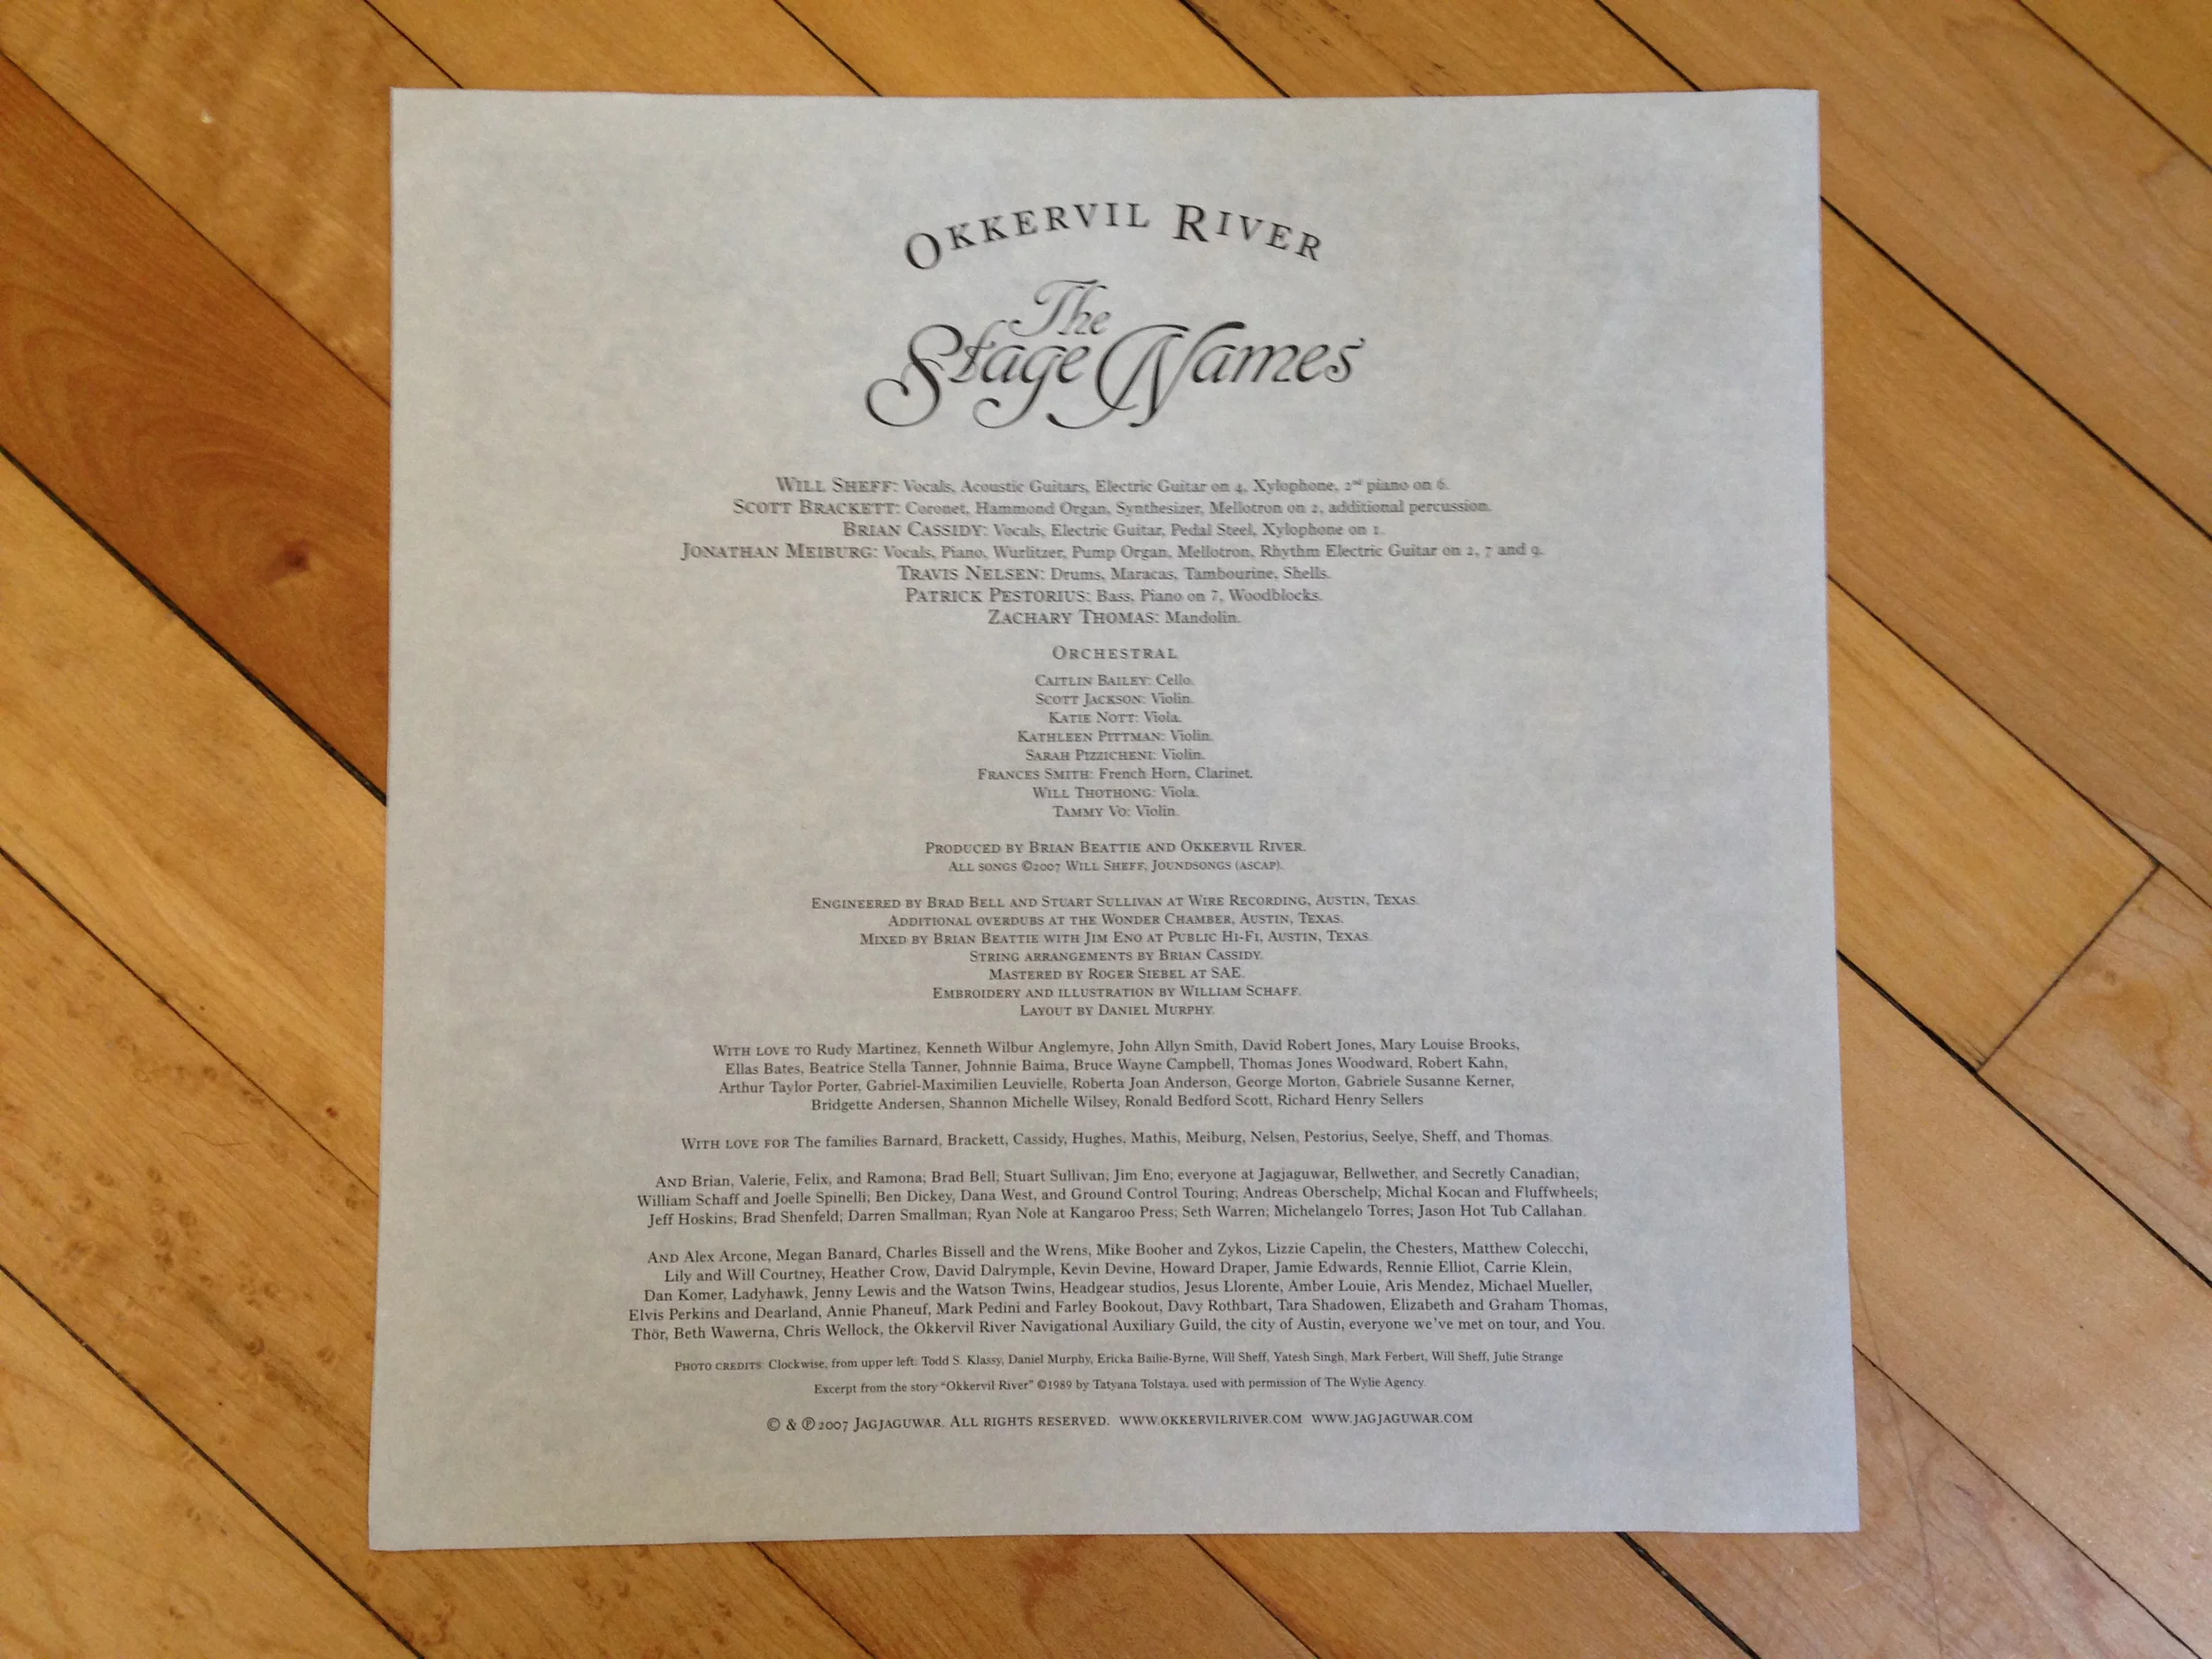 OKKERVIL RIVER
The
Stage Names
WILL SHEFF: Vocals, Acoustic Guitars, Electric Guitar on 4, Xylophone, 2nd piano on 6.
SCOTT BRACKETT: Coronet, Hammond Organ, Synthesizer, Mellotron on 2, additional percussion.
BRIAN CASSIDY: Vocals, Electric Guitar, Pedal Steel, Xylophone on 1.
JONATHAN MEIBURG: Vocals, Piano, Wurlitzer, Pump Organ, Mellotron, Rhythm Electric Guitar on 2, 7 and 9.
TRAVIS NELSEN: Drums, Maracas, Tambourine, Shells.
PATRICK PESTORIUS: Bass, Piano on 7, Woodblocks.
ZACHARY THOMAS: Mandolin.
ORCHESTRAL
CAITLIN BAILEY: Cello.
SCOTT JACKSON: Violin.
KATIE NOTT: Viola.
KATHLEEN PITTMAN: Violin.
SARAH PIZZICHENI: Violin.
FRANCES SMITH: French Horn, Clarinet.
WILL THOTHONG: Viola.
TAMMY VO: Violin.
PRODUCED BY BRIAN BEATTIE AND OKKERVIL RIVER.
ALL SONGS ©2007 WILL SHEFF, JOUNDSONGS (ASCAP).
ENGINEERED BY BRAD BELL AND STUART SULLIVAN AT WIRE RECORDING, AUSTIN, TEXAS.
ADDITIONAL OVERDUBS AT THE WONDER CHAMBER, AUSTIN, TEXAS.
MIXED BY BRIAN BEATTIE WITH JIM ENO AT PUBLIC HI-FI, AUSTIN, TEXAS.
STRING ARRANGEMENTS BY BRIAN CASSIDY.
MASTERED BY ROGER SIEBEL AT SAE.
EMBROIDERY AND ILLUSTRATION BY WILLIAM SCHAFF.
LAYOUT BY DANIEL MURPHY.
WITH LOVE TO Rudy Martinez, Kenneth Wilbur Anglemyre, John Allyn Smith, David Robert Jones, Mary Louise Brooks,
Ellas Bates, Beatrice Stella Tanner, Johnnie Baima, Bruce Wayne Campbell, Thomas Jones Woodward, Robert Kahn,
Arthur Taylor Porter, Gabriel-Maximilien Leuvielle, Roberta Joan Anderson, George Morton, Gabriele Susanne Kerner,
Bridgette Andersen, Shannon Michelle Wilsey, Ronald Bedford Scott, Richard Henry Sellers
WITH LOVE FOR The families Barnard, Brackett, Cassidy, Hughes, Mathis, Meiburg, Nelsen, Pestorius, Seelye, Sheff, and Thomas.
AND Brian, Valerie, Felix, and Ramona; Brad Bell; Stuart Sullivan; Jim Eno; everyone at Jagjaguwar, Bellwether, and Secretly Canadian;
William Schaff and Joelle Spinelli; Ben Dickey, Dana West, and Ground Control Touring; Andreas Oberschelp; Michal Kocan and Fluffwheels;
Jeff Hoskins, Brad Shenfeld; Darren Smallman; Ryan Nole at Kangaroo Press; Seth Warren; Michelangelo Torres; Jason Hot Tub Callahan.
AND Alex Arcone, Megan Banard, Charles Bissell and the Wrens, Mike Booher and Zykos, Lizzie Capelin, the Chesters, Matthew Colecchi,
Lily and Will Courtney, Heather Crow, David Dalrymple, Kevin Devine, Howard Draper, Jamie Edwards, Rennie Elliot, Carrie Klein,
Dan Komer, Ladyhawk, Jenny Lewis and the Watson Twins, Headgear studios, Jesus Llorente, Amber Louie, Aris Mendez, Michael Mueller,
Elvis Perkins and Dearland, Annie Phaneuf, Mark Pedini and Farley Bookout, Davy Rothbart, Tara Shadowen, Elizabeth and Graham Thomas,
Thör, Beth Wawerna, Chris Wellock, the Okkervil River Navigational Auxiliary Guild, the city of Austin, everyone we've met on tour, and You.
PHOTO CREDITS: Clockwise, from upper left: Todd S. Klassy, Daniel Murphy, Ericka Bailie-Byrne, Will Sheff, Yatesh Singh, Mark Ferbert, Will Sheff, Julie Strange
Excerpt from the story "Okkervil River" ©1989 by Tatyana Tolstaya, used with permission of The Wylie Agency.
© & ℗ 2007 JAGJAGUWAR. ALL RIGHTS RESERVED. WWW.OKKERVILRIVER.COM WWW.JAGJAGUWAR.COM